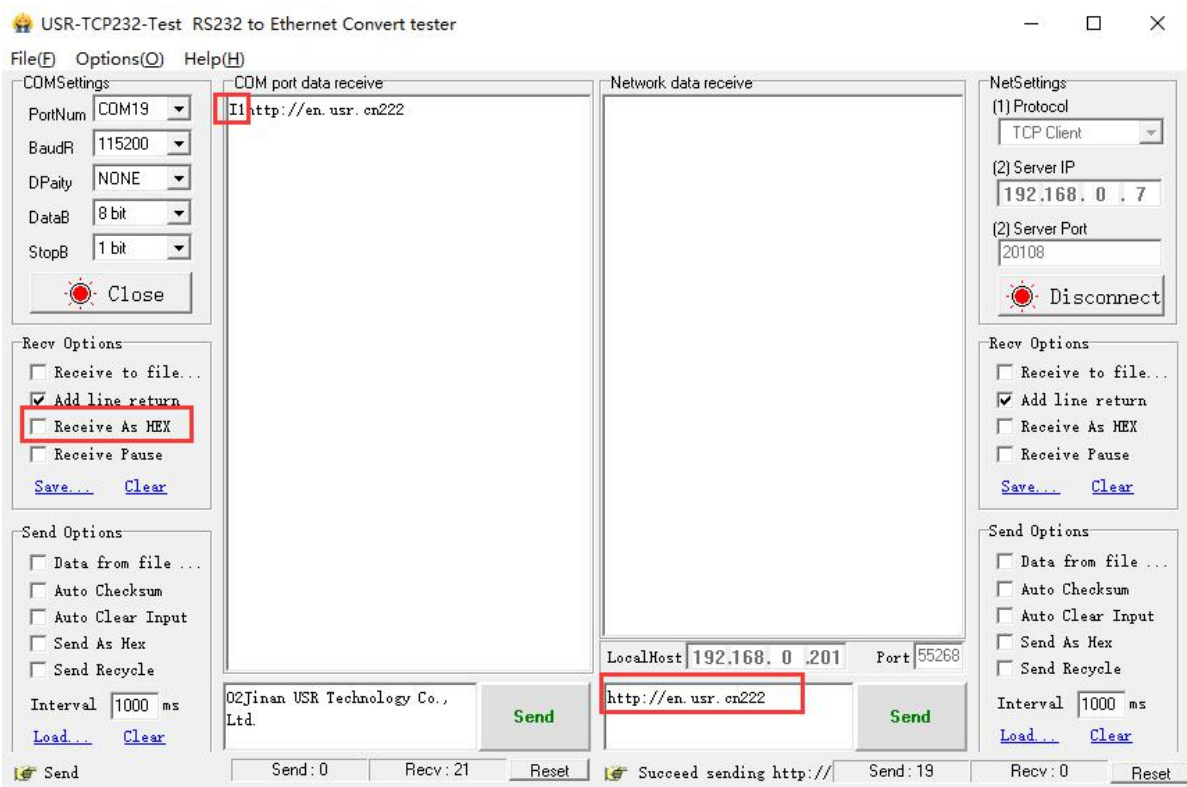 USR-TCP232-Test RS232 to Ethernet Convert tester
File(F) Options(O) Help(H)
COMSettings
PortNum COM19
BaudR 115200
DPaity NONE
DataB 8 bit
StopB 1 bit
Close
Recv Options
Receive to file...
Add line return
Receive As HEX
Receive Pause
Save... Clear
Send Options
Data from file ...
Auto Checksum
Auto Clear Input
Send As Hex
Send Recycle
Interval 1000 ms
Load... Clear
COM port data receive
I1http://en.usr.cn222
02Jinan USR Technology Co.,
Ltd.
Send
Network data receive
LocalHost 192.168. 0 .201 Port 55268
http://en.usr.cn222
Send
NetSettings
(1) Protocol
TCP Client
(2) Server IP
192.168. 0 . 7
(2) Server Port
20108
Disconnect
Recv Options
Receive to file...
Add line return
Receive As HEX
Receive Pause
Save... Clear
Send Options
Data from file ...
Auto Checksum
Auto Clear Input
Send As Hex
Send Recycle
Interval 1000 ms
Load... Clear
Send Send : 0 Recv : 21 Reset Succeed sending http:// Send : 19 Recv : 0 Reset